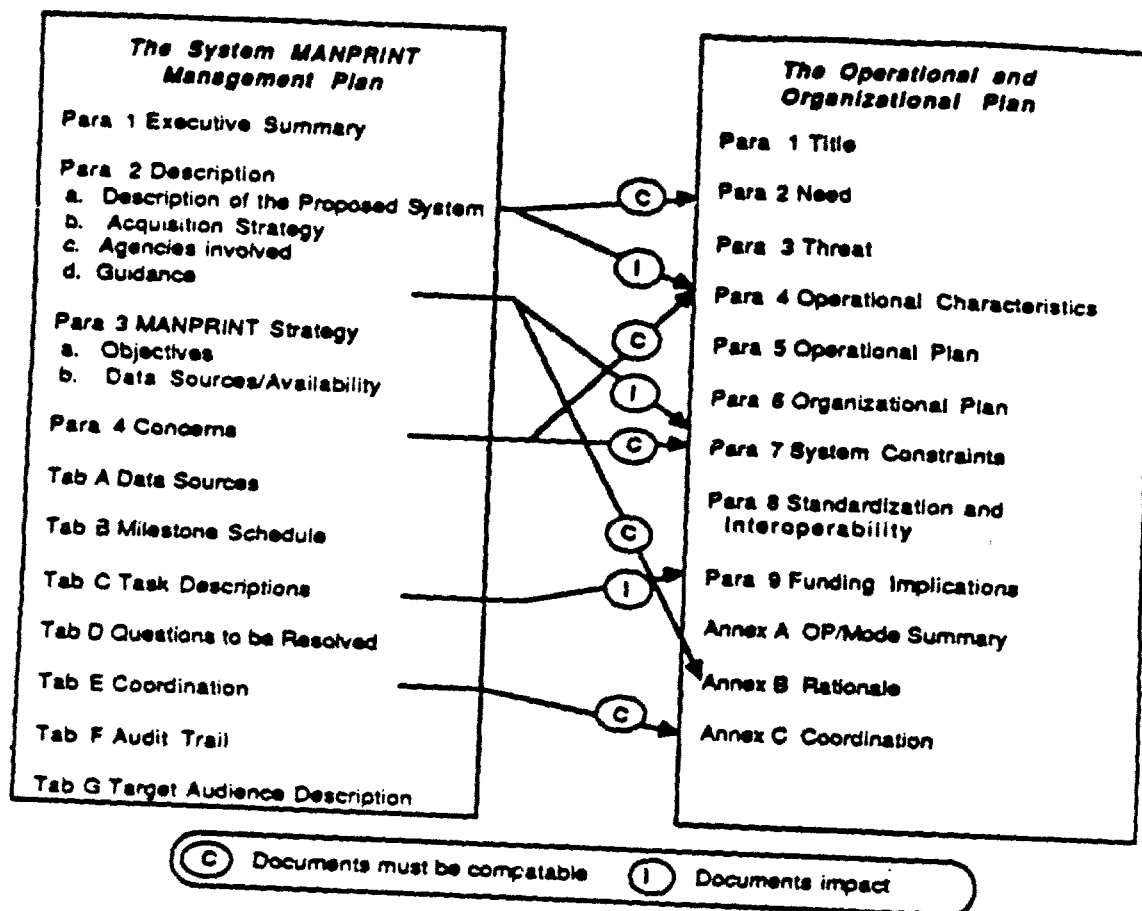 The System MANPRINT
Management Plan
Para 1 Executive Summary
Para 2 Description
a. Description of the Proposed System
b. Acquisition Strategy
c. Agencies involved
d. Guidance
Para 3 MANPRINT Strategy
a. Objectives
b. Data Sources/Availability
Para 4 Concerns
Tab A Data Sources
Tab B Milestone Schedule
Tab C Task Descriptions
Tab D Questions to be Resolved
Tab E Coordination
Tab F Audit Trail
Tab G Target Audience Description
C
I
C
I
C
C
I
C
The Operational and
Organizational Plan
Para 1 Title
Para 2 Need
Para 3 Threat
Para 4 Operational Characteristics
Para 5 Operational Plan
Para 6 Organizational Plan
Para 7 System Constraints
Para 8 Standardization and
Interoperability
Para 9 Funding Implications
Annex A OP/Mode Summary
Annex B Rationale
Annex C Coordination
C Documents must be compatable I Documents impact